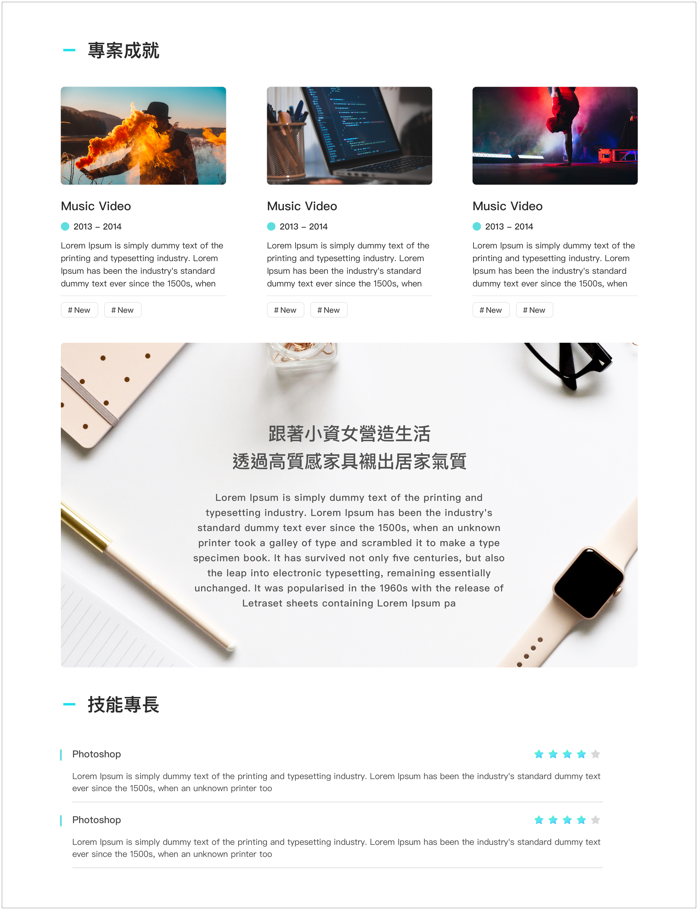 專案成就
Music Video
2013 – 2014
Lorem Ipsum is simply dummy text of the
printing and typesetting industry. Lorem
Ipsum has been the industry's standard
dummy text ever since the 1500s, when
# New # New
Music Video
2013 – 2014
Lorem Ipsum is simply dummy text of the
printing and typesetting industry. Lorem
Ipsum has been the industry's standard
dummy text ever since the 1500s, when
# New # New
Music Video
2013 – 2014
Lorem Ipsum is simply dummy text of the
printing and typesetting industry. Lorem
Ipsum has been the industry's standard
dummy text ever since the 1500s, when
# New # New
跟著小資女營造生活
透過高質感家具襯出居家氣質
Lorem Ipsum is simply dummy text of the printing and
typesetting industry. Lorem Ipsum has been the industry's
standard dummy text ever since the 1500s, when an unknown
printer took a galley of type and scrambled it to make a type
specimen book. It has survived not only five centuries, but also
the leap into electronic typesetting, remaining essentially
unchanged. It was popularised in the 1960s with the release of
Letraset sheets containing Lorem Ipsum pa
技能專長
Photoshop
Lorem Ipsum is simply dummy text of the printing and typesetting industry. Lorem Ipsum has been the industry's standard dummy text
ever since the 1500s, when an unknown printer too
Photoshop
Lorem Ipsum is simply dummy text of the printing and typesetting industry. Lorem Ipsum has been the industry's standard dummy text
ever since the 1500s, when an unknown printer too